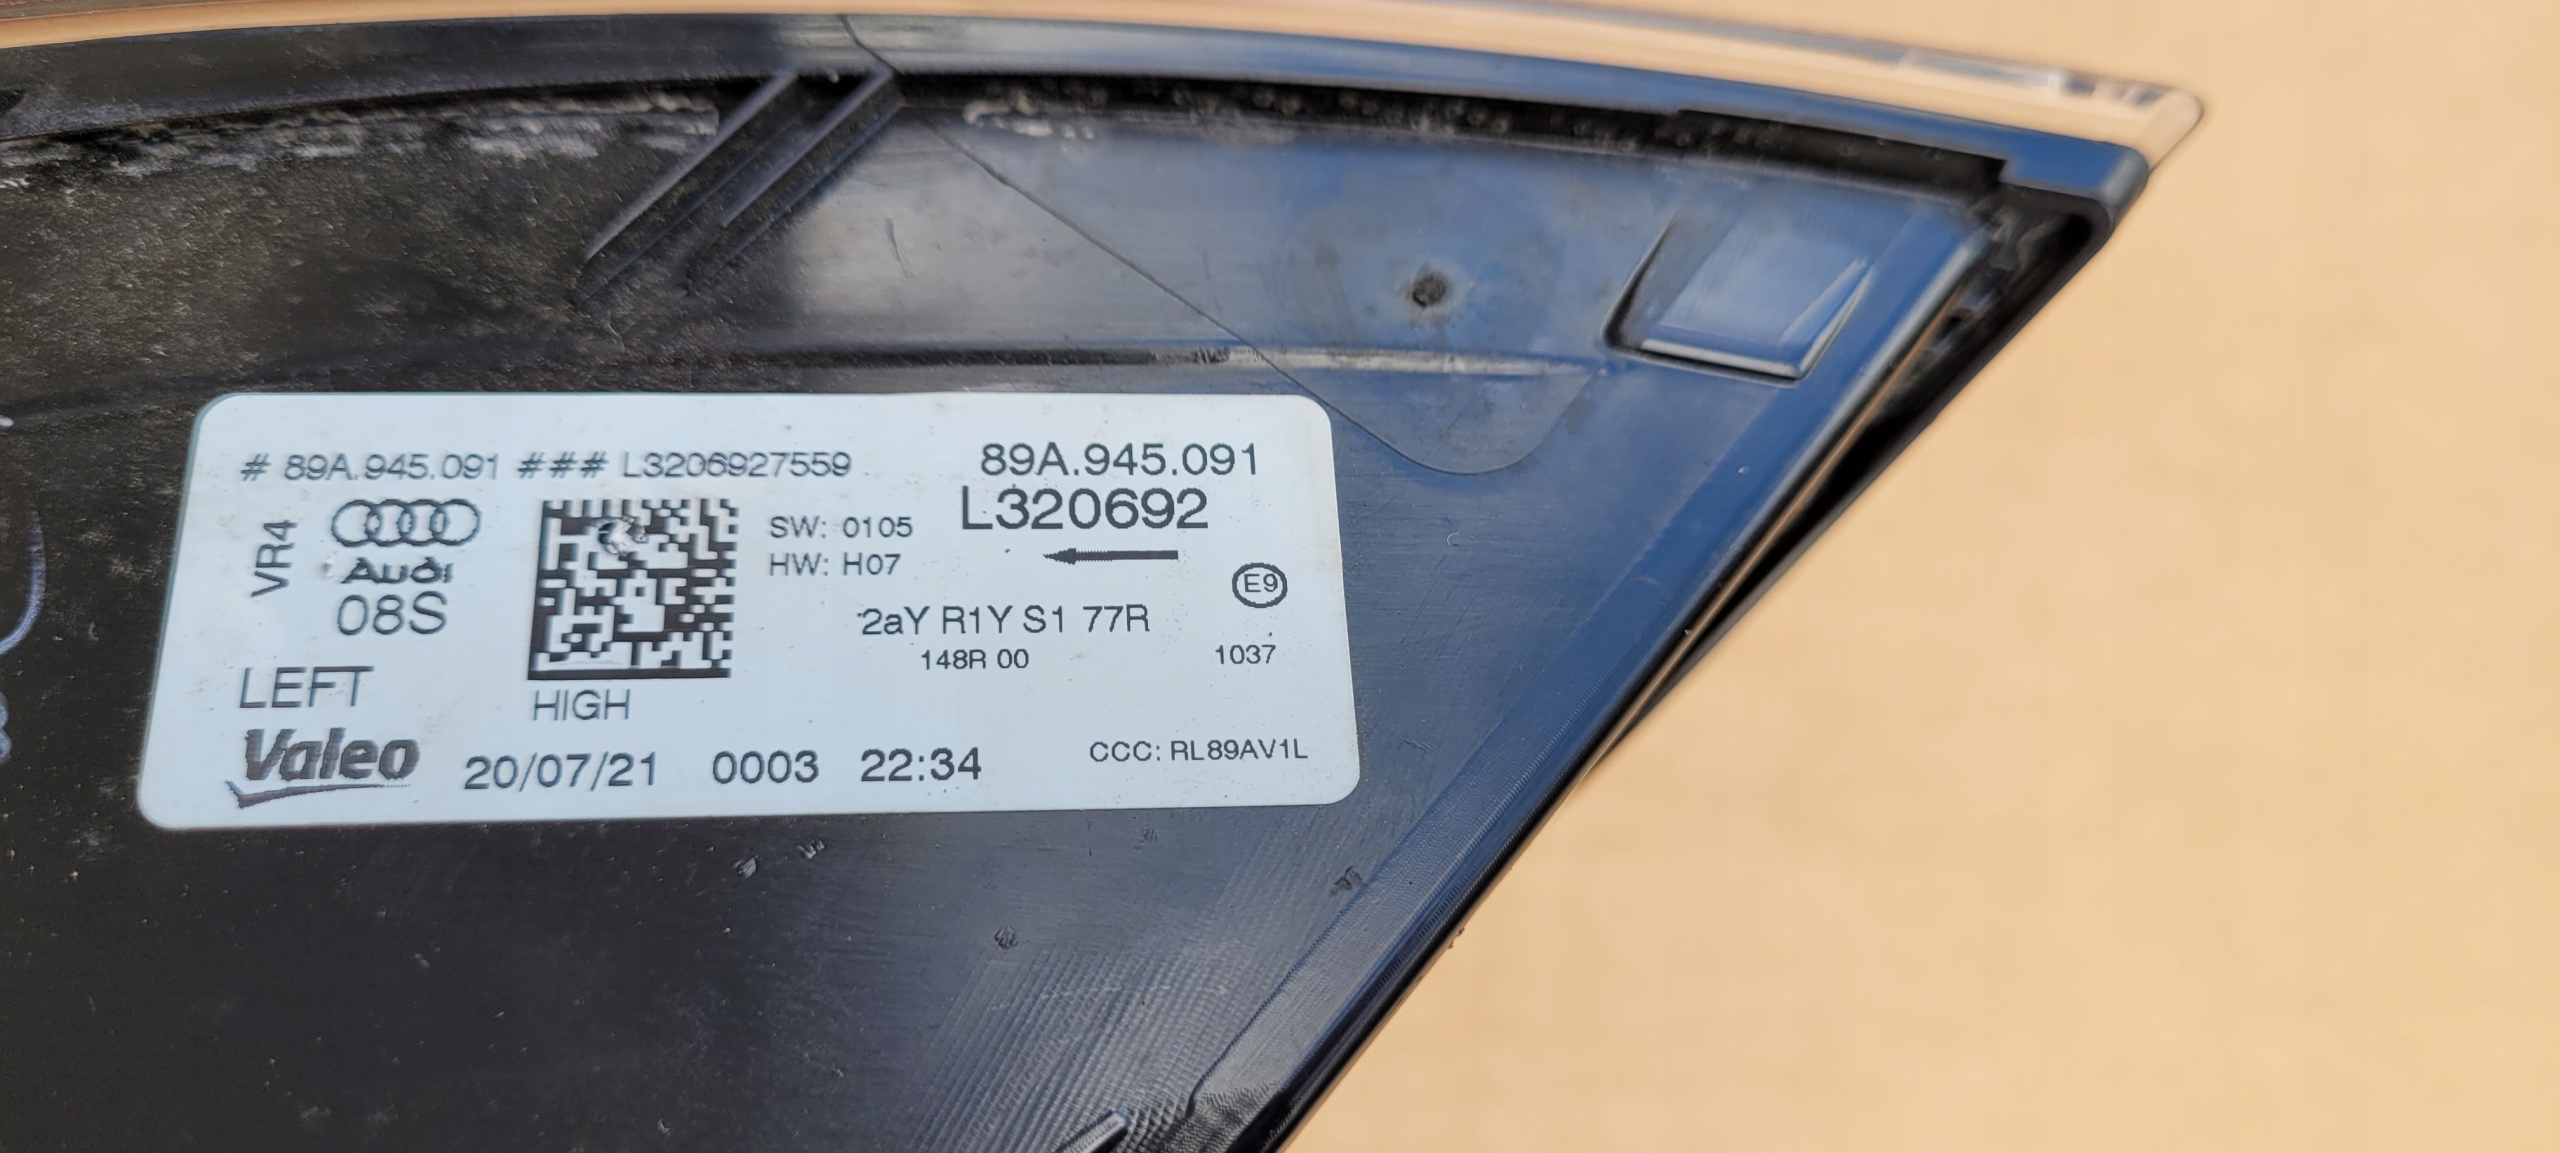 # 89A.945.091 ### L3206927559
89A.945.091
L320692
VR4
Audi
08S
SW: 0105
HW: H07
E9
2aY R1Y S1 77R
148R 00
1037
LEFT
HIGH
Valeo
20/07/21 0003 22:34
CCC: RL89AV1L